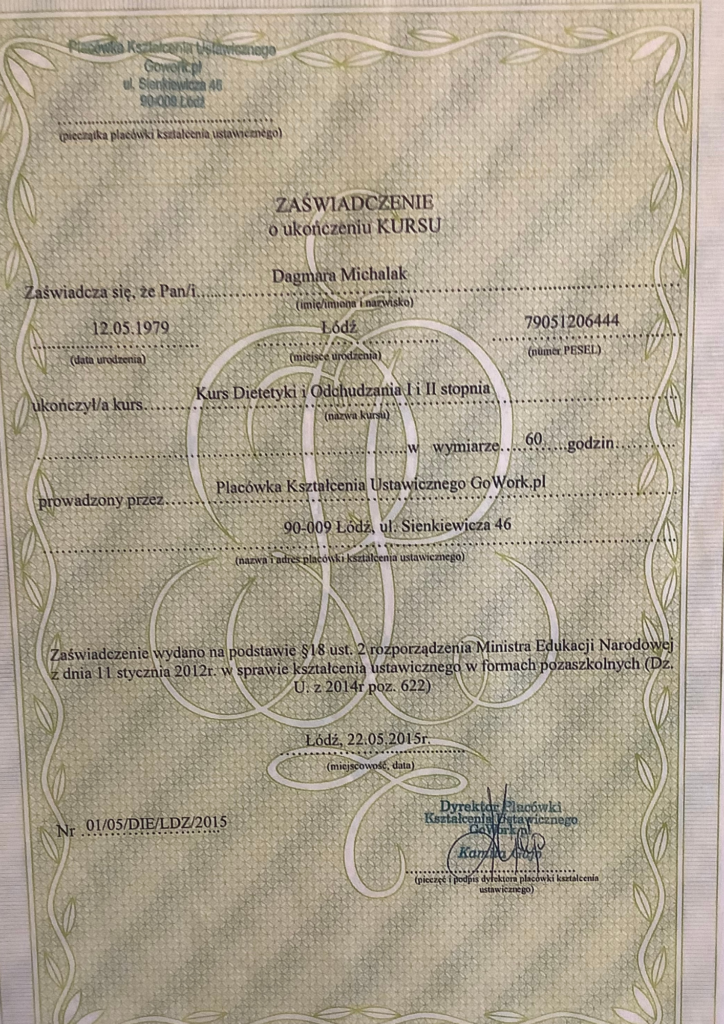 Placówka Kształcenia Ustawicznego
Gowork.pl
ul. Sienkiewicza 46
90-009 Łódź
(pieczątka placówki kształcenia ustawicznego)
ZAŚWIADCZENIE
o ukończeniu KURSU
Dagmara Michalak
Zaświadcza się, że Pan/i
(imię/imiona i nazwisko)
12.05.1979 Łódź 79051206444
(data urodzenia) (miejsce urodzenia) (numer PESEL)
Kurs Dietetyki i Odchudzania I i II stopnia
ukończył/a kurs
(nazwa kursu)
w wymiarze 60 godzin
Placówka Kształcenia Ustawicznego GoWork.pl
prowadzony przez
90-009 Łódź, ul. Sienkiewicza 46
(nazwa i adres placówki kształcenia ustawicznego)
Zaświadczenie wydano na podstawie §18 ust. 2 rozporządzenia Ministra Edukacji Narodowej
z dnia 11 stycznia 2012r. w sprawie kształcenia ustawicznego w formach pozaszkolnych (Dz.
U. z 2014r poz. 622)
Łódź, 22.05.2015r.
(miejscowość, data)
Nr 01/05/DIE/LDZ/2015
Dyrektor Placówki
Kształcenia Ustawicznego
GoWork.pl
Kamila
(pieczęć i podpis dyrektora placówki kształcenia
ustawicznego)